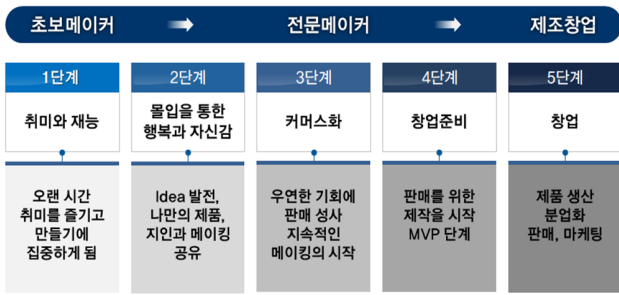 초보메이커 전문메이커 제조창업
1단계 2단계 3단계 4단계 5단계
취미와 재능
몰입을 통한
행복과 자신감
커머스화
창업준비
창업
오랜 시간
취미를 즐기고
만들기에
집중하게 됨
Idea 발전,
나만의 제품,
지인과 메이킹
공유
우연한 기회에
판매 성사
지속적인
메이킹의 시작
판매를 위한
제작을 시작
MVP 단계
제품 생산
분업화
판매, 마케팅